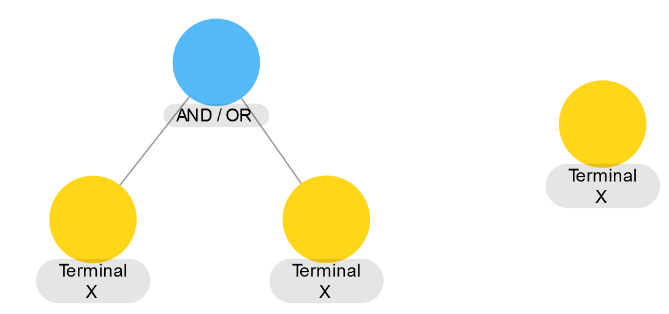 AND / OR
Terminal
X
Terminal
X
Terminal
X